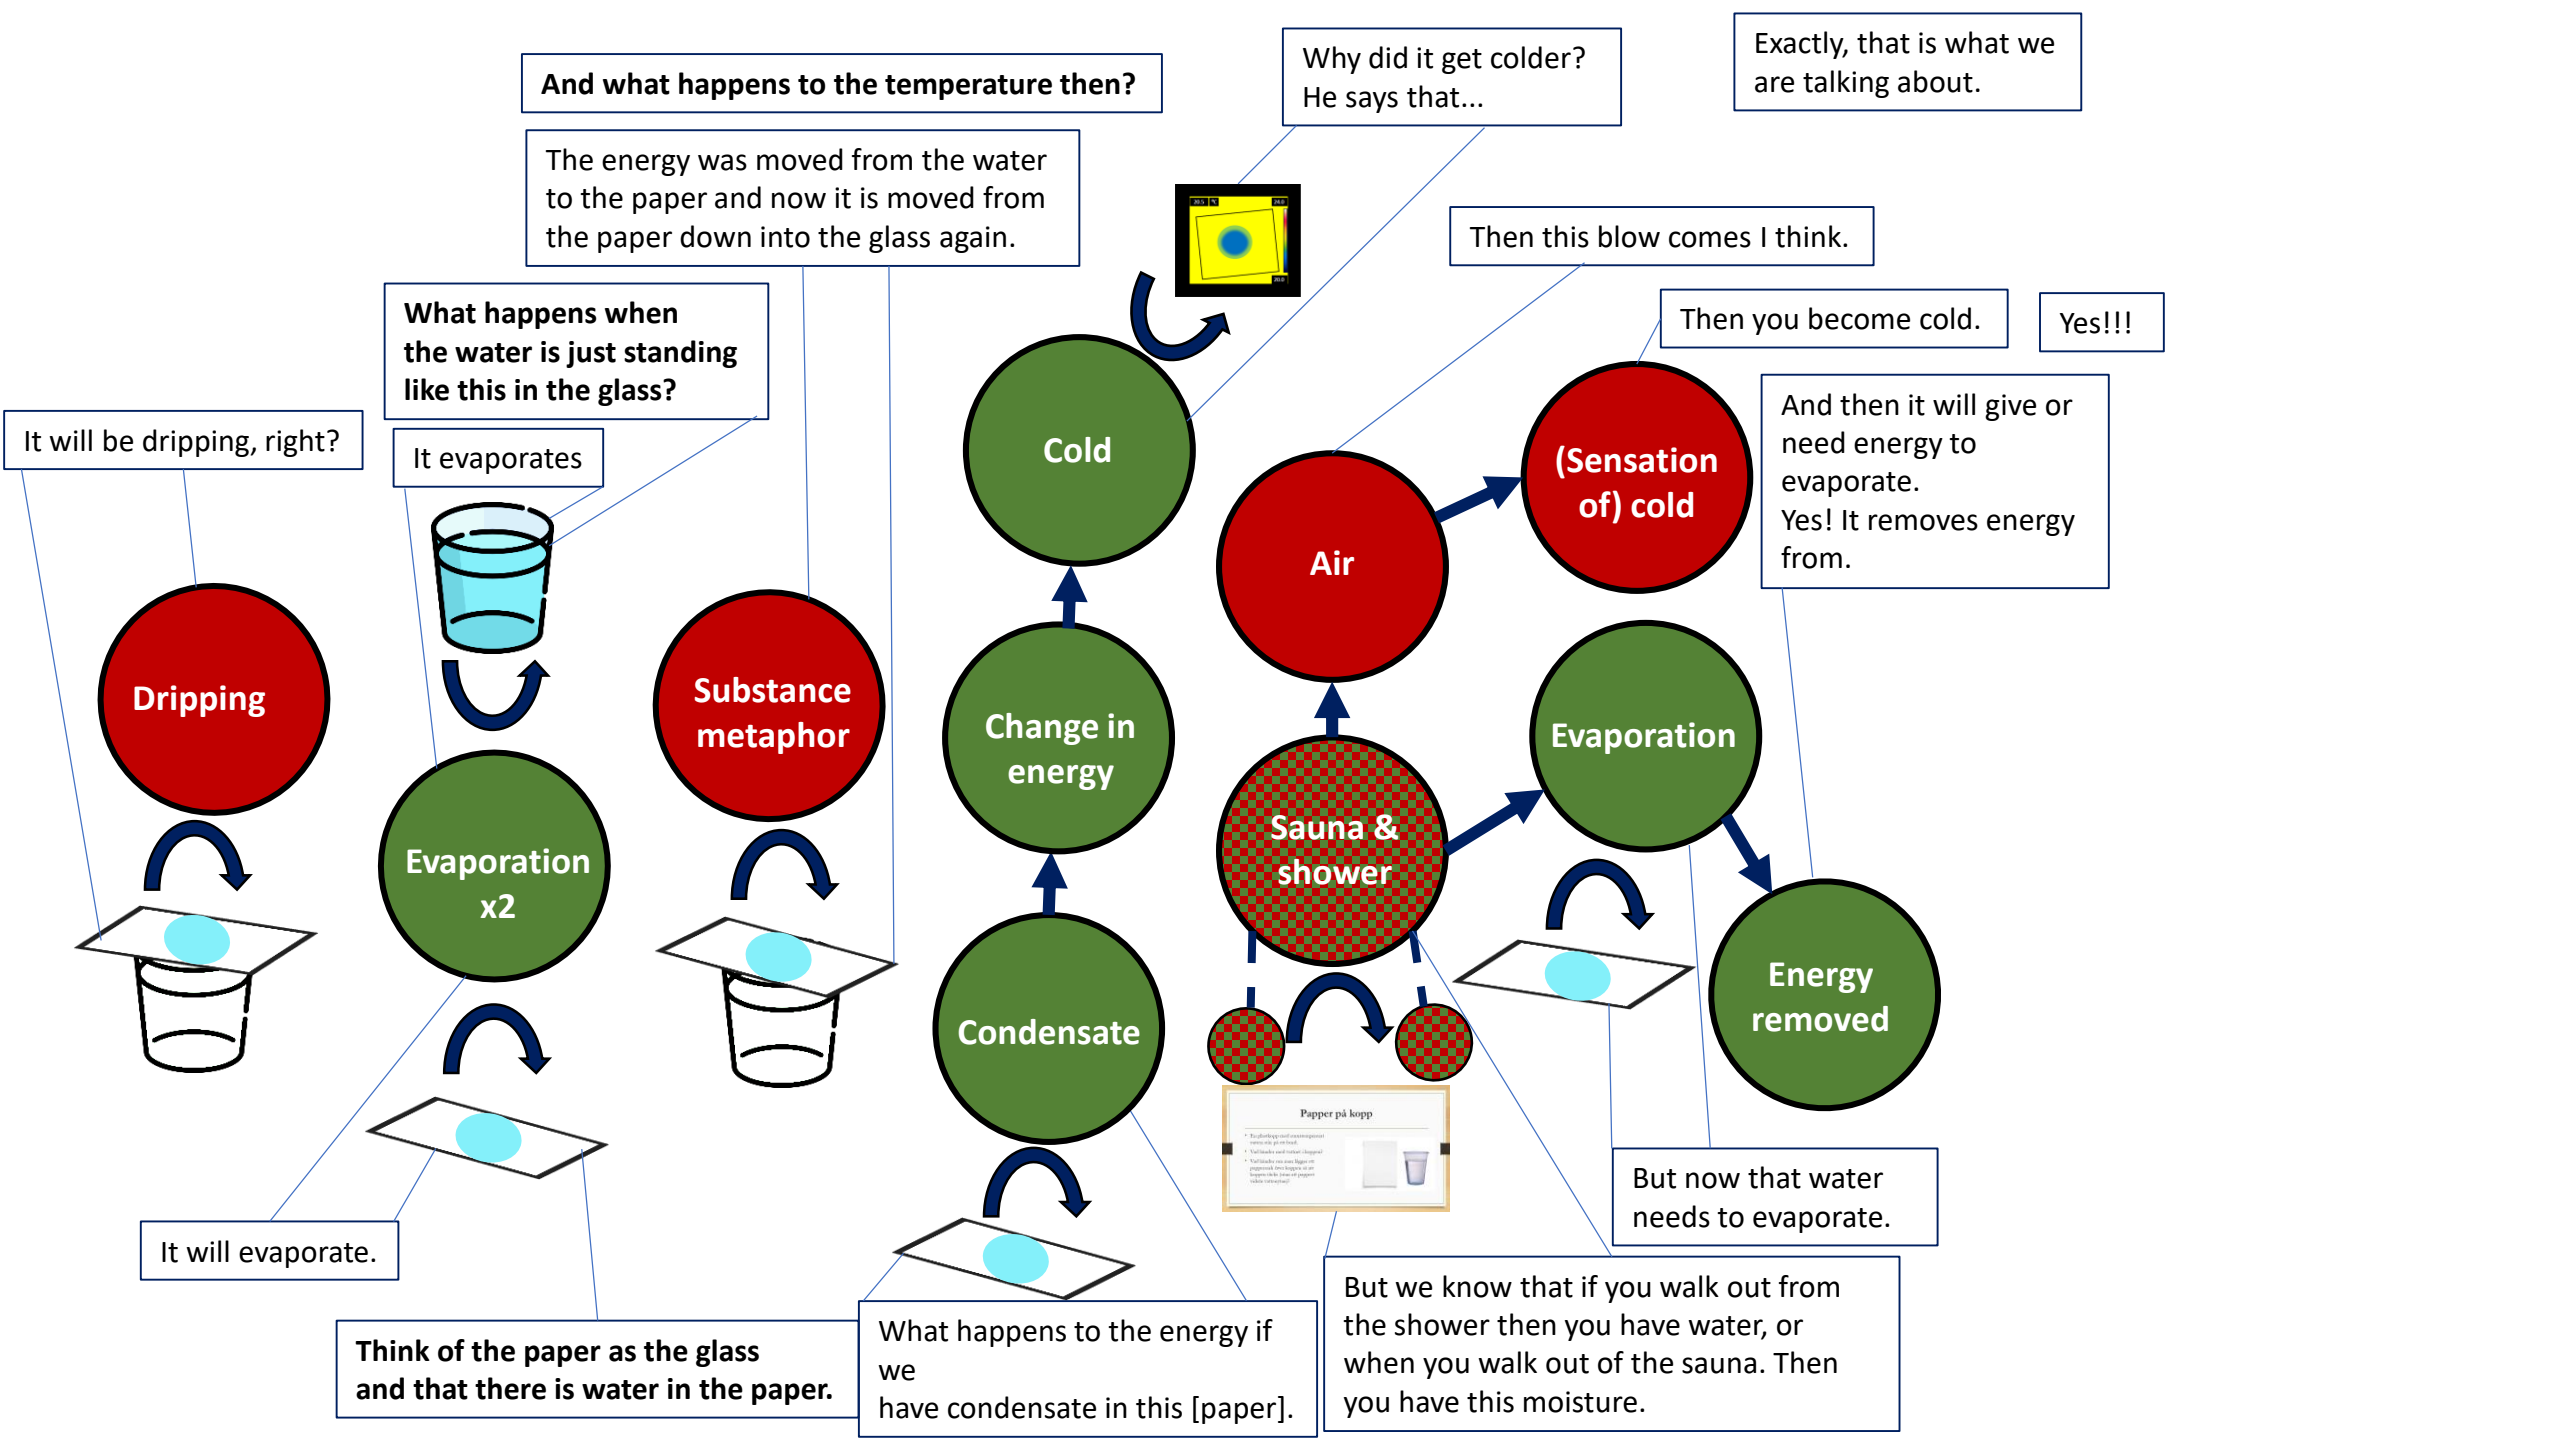 Exactly, that is what we
are talking about.
Why did it get colder?
He says that...
And what happens to the temperature then?
The energy was moved from the water
to the paper and now it is moved from
the paper down into the glass again.
Then this blow comes I think.
Then you become cold.
Yes!!!
What happens when
the water is just standing
like this in the glass?
And then it will give or
need energy to
evaporate.
Yes! It removes energy
from.
It will be dripping, right?
It evaporates
Cold
(Sensation
of) cold
Air
Dripping
Substance
metaphor
Change in
energy
Evaporation
Evaporation
x2
Sauna &
shower
Energy
removed
Condensate
Papper på kopp
But now that water
needs to evaporate.
It will evaporate.
Think of the paper as the glass
and that there is water in the paper.
What happens to the energy if
we
have condensate in this [paper].
But we know that if you walk out from
the shower then you have water, or
when you walk out of the sauna. Then
you have this moisture.